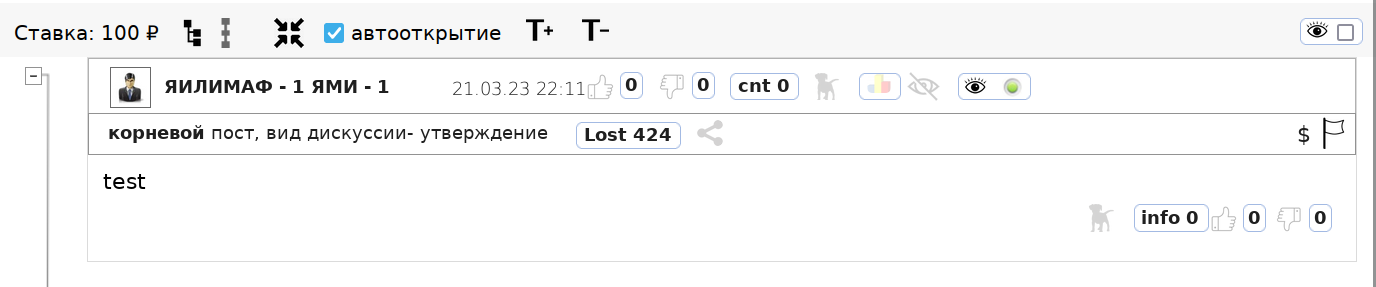 Ставка: 100 ₽ автооткрытие T+ T−
ЯИЛИМАФ - 1 ЯМИ - 1 21.03.23 22:11 0 0 cnt 0
корневой пост, вид дискуссии- утверждение Lost 424 $
test
info 0 0 0